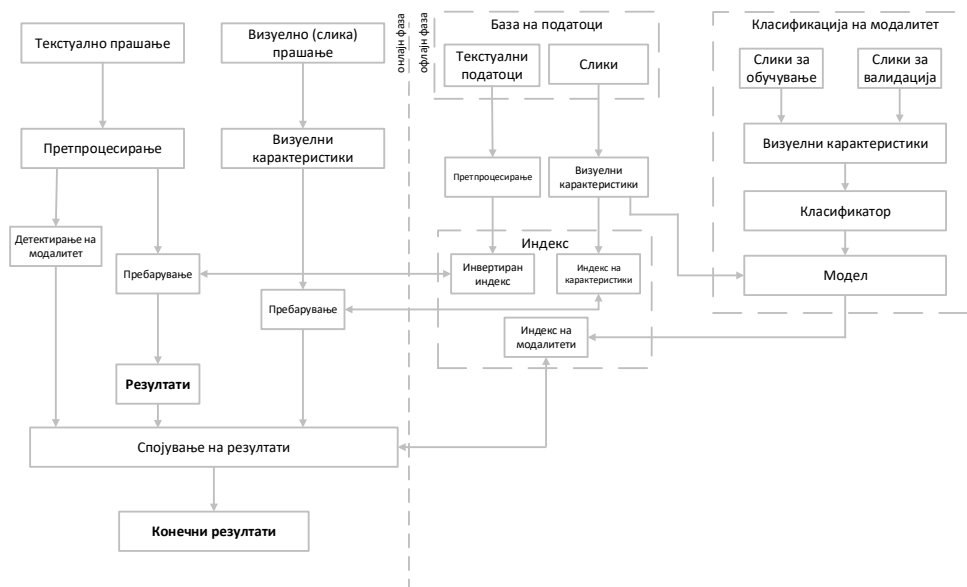 Текстуално прашање
Визуелно (слика)
прашање
Претпроцесирање
Визуелни
карактеристики
Детектирање на
модалитет
Пребарување
Пребарување
Резултати
Спојување на резултати
Конечни резултати
онлајн фаза
офлајн фаза
База на податоци
Текстуални
податоци
Слики
Претпроцесирање
Визуелни
карактеристики
Индекс
Инвертиран
индекс
Индекс на
карактеристики
Индекс на
модалитети
Класификација на модалитет
Слики за
обучување
Слики за
валидација
Визуелни карактеристики
Класификатор
Модел